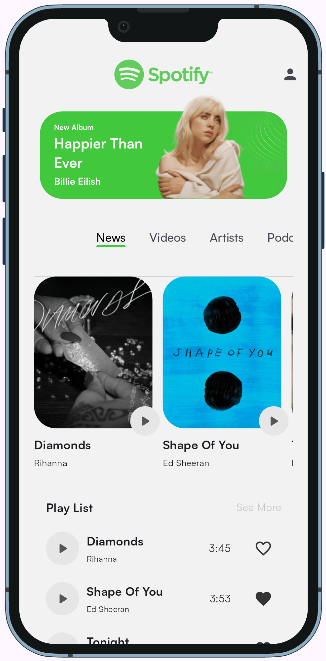 Spotify
New Album
Happier Than
Ever
Billie Eilish
News Videos Artists
DIAMONDS
SHAPE OF YOU
Diamonds Shape Of You
Rihanna Ed Sheeran
Play List See More
Diamonds 3:45
Rihanna
Shape Of You 3:53
Ed Sheeran
Tonight